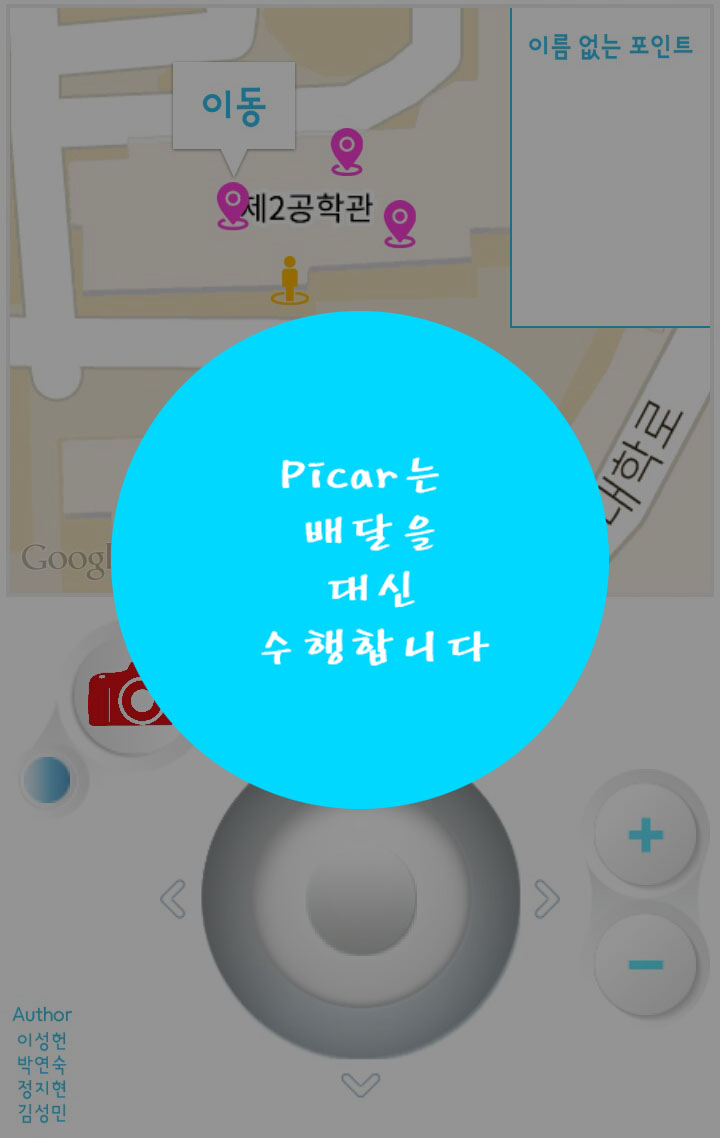 이름 없는 포인트
이동
제2공학관
대학로
Google
Picar는
배달을
대신
수행합니다
Author
이성헌
박연숙
정지현
김성민